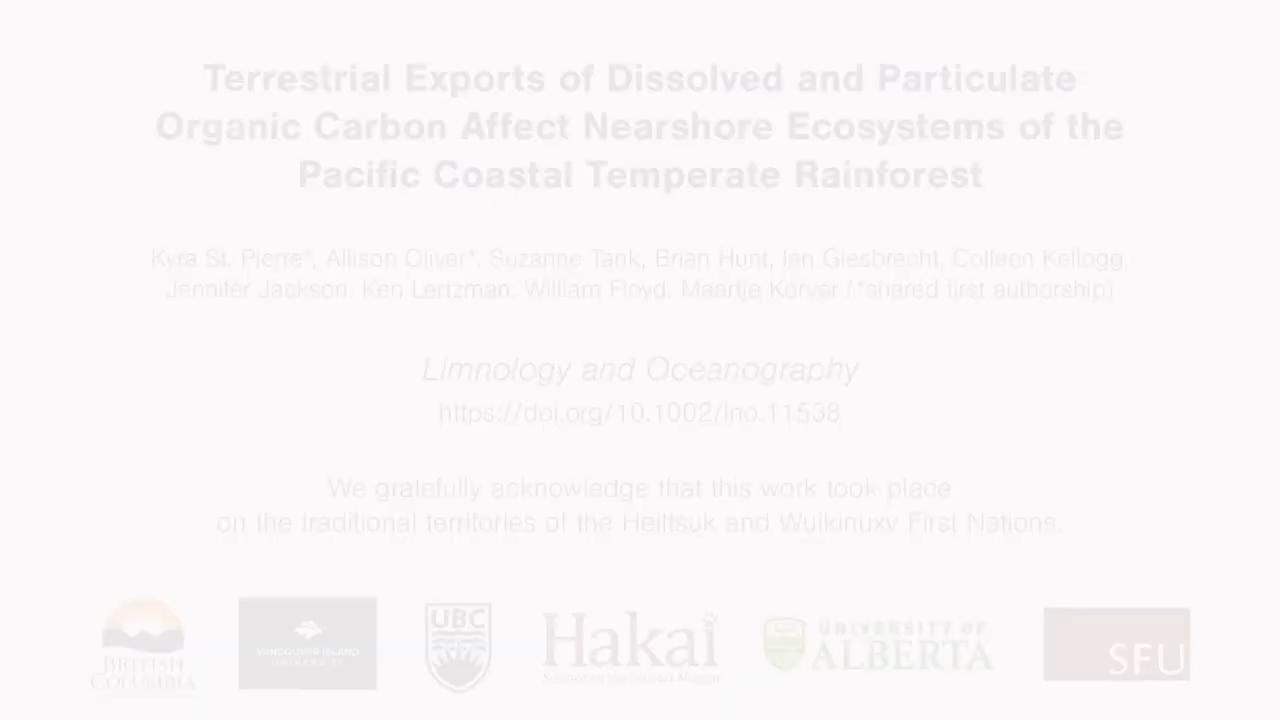 Terrestrial Exports of Dissolved and Particulate
Organic Carbon Affect Nearshore Ecosystems of the
Pacific Coastal Temperate Rainforest
Kyra St. Pierre*, Allison Oliver*, Suzanne Tank, Brian Hunt, Ian Giesbrecht, Colleen Kellogg,
Jennifer Jackson, Ken Lertzman, William Floyd, Maartje Korver (*shared first authorship)
Limnology and Oceanography
https://doi.org/10.1002/lno.11538
We gratefully acknowledge that this work took place
on the traditional territories of the Heiltsuk and Wuikinuxv First Nations.
BRITISH
COLUMBIA
VANCOUVER ISLAND
UNIVERSITY
UBC
Hakai
UNIVERSITY OF
ALBERTA
SFU